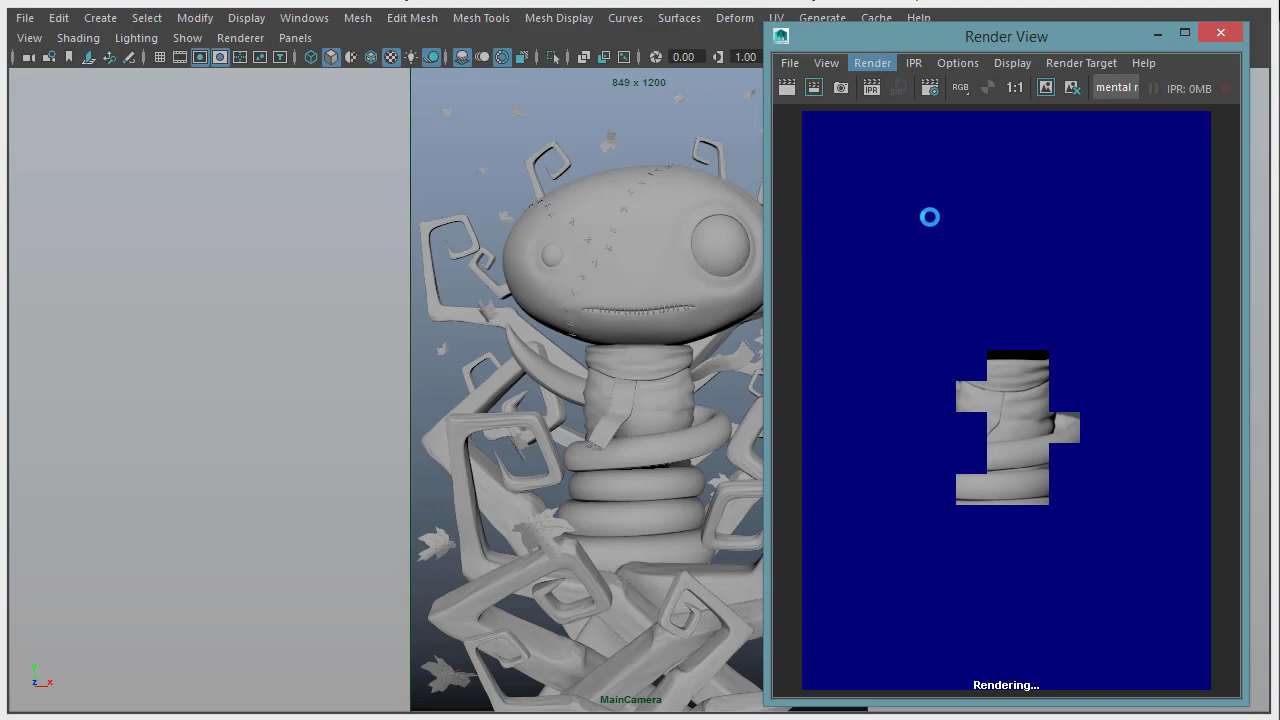 File Edit Create Select Modify Display Windows Mesh Edit Mesh Mesh Tools Mesh Display Curves Surfaces Deform UV Generate Cache Help
View Shading Lighting Show Renderer Panels
0.00 1.00
849 x 1200
MainCamera
y
z x
Render View
File View Render IPR Options Display Render Target Help
IPR RGB 1:1 mental r IPR: 0MB
Rendering...